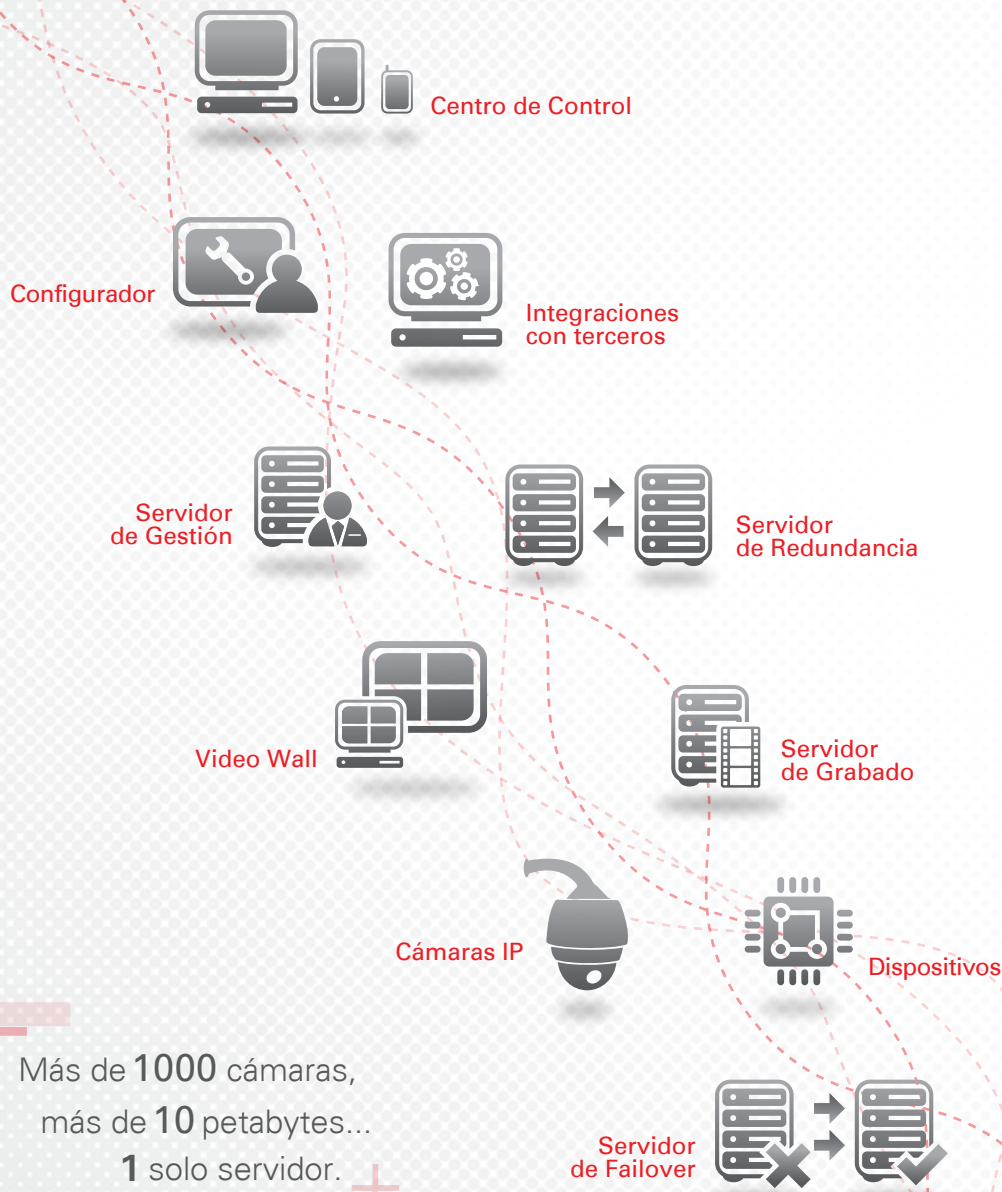 Centro de Control
Configurador
Integraciones
con terceros
Servidor
de Gestión
Servidor
de Redundancia
Video Wall
Servidor
de Grabado
Cámaras IP
Dispositivos
Más de 1000 cámaras,
más de 10 petabytes...
1 solo servidor.
Servidor
de Failover